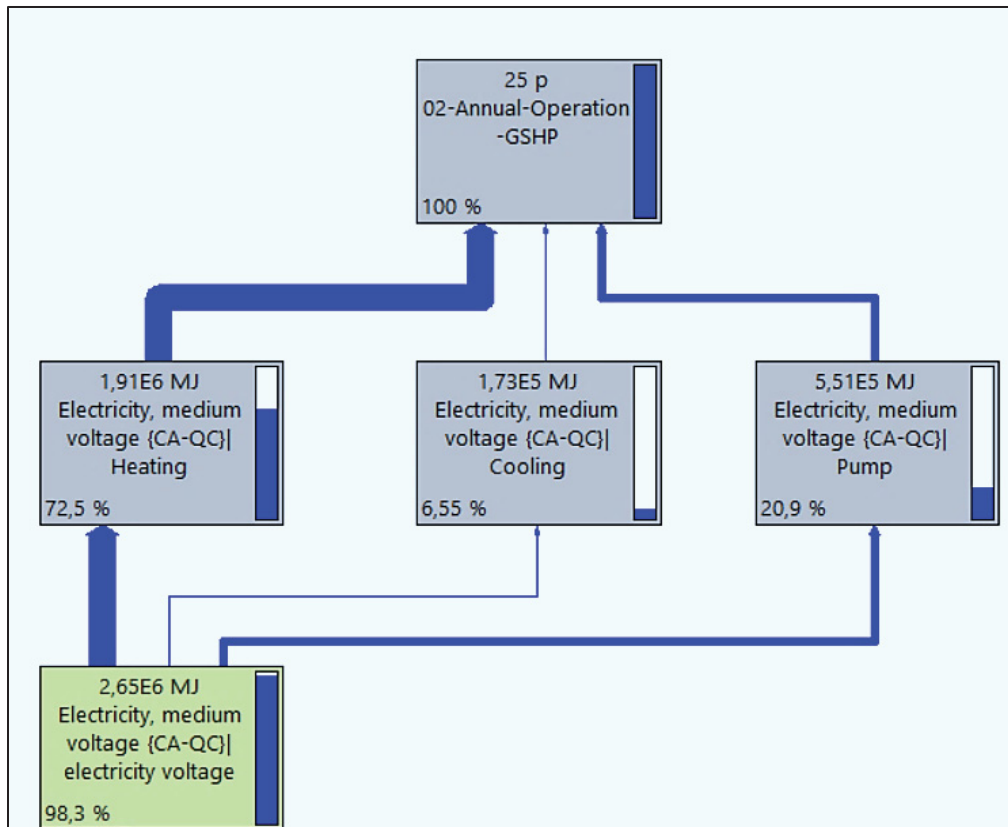 25 p
02-Annual-Operation
-GSHP
100 %
1,91E6 MJ
Electricity, medium
voltage {CA-QC}|
Heating
72,5 %
1,73E5 MJ
Electricity, medium
voltage {CA-QC}|
Cooling
6,55 %
5,51E5 MJ
Electricity, medium
voltage {CA-QC}|
Pump
20,9 %
2,65E6 MJ
Electricity, medium
voltage {CA-QC}|
electricity voltage
98,3 %